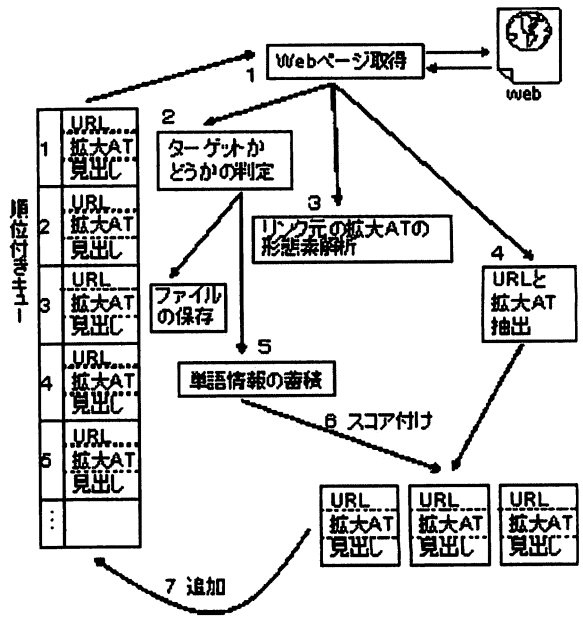 1
Webページ取得
web
2
ターゲットか
どうかの判定
3
リンク元の拡大ATの
形態素解析
4
URLと
拡大AT
抽出
ファイル
の保存
5
単語情報の蓄積
6 スコア付け
順位付きキュー
1
URL
拡大AT
見出し
2
URL
拡大AT
見出し
3
URL
拡大AT
見出し
4
URL
拡大AT
見出し
5
URL
拡大AT
見出し
⋮
URL
拡大AT
見出し
URL
拡大AT
見出し
URL
拡大AT
見出し
7 追加